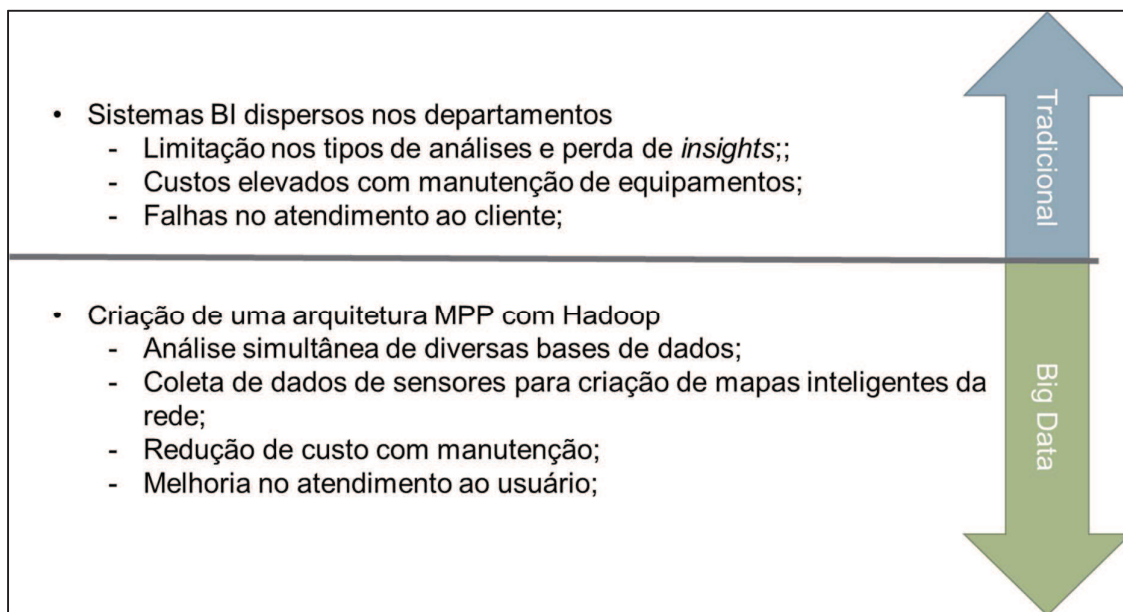 • Sistemas BI dispersos nos departamentos
- Limitação nos tipos de análises e perda de insights;;
- Custos elevados com manutenção de equipamentos;
- Falhas no atendimento ao cliente;
Tradicional
• Criação de uma arquitetura MPP com Hadoop
- Análise simultânea de diversas bases de dados;
- Coleta de dados de sensores para criação de mapas inteligentes da
rede;
- Redução de custo com manutenção;
- Melhoria no atendimento ao usuário;
Big Data